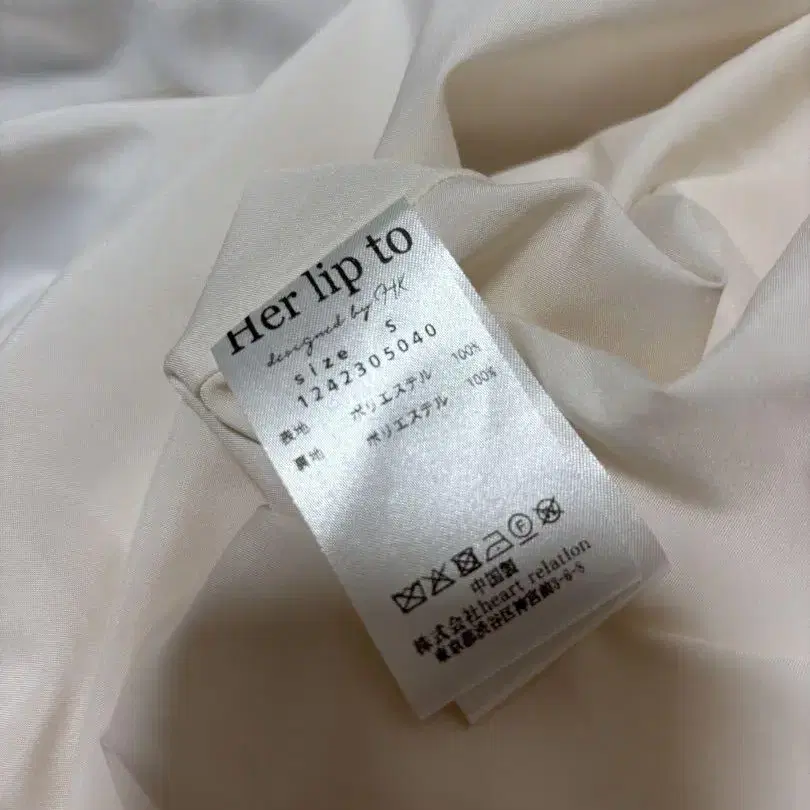 Her lip to
designed by HK
size S
1242305040
表地 ポリエステル 100%
裏地 ポリエステル 100%
F
中国製
株式会社heart relation
東京都渋谷区神宮前3-6-5